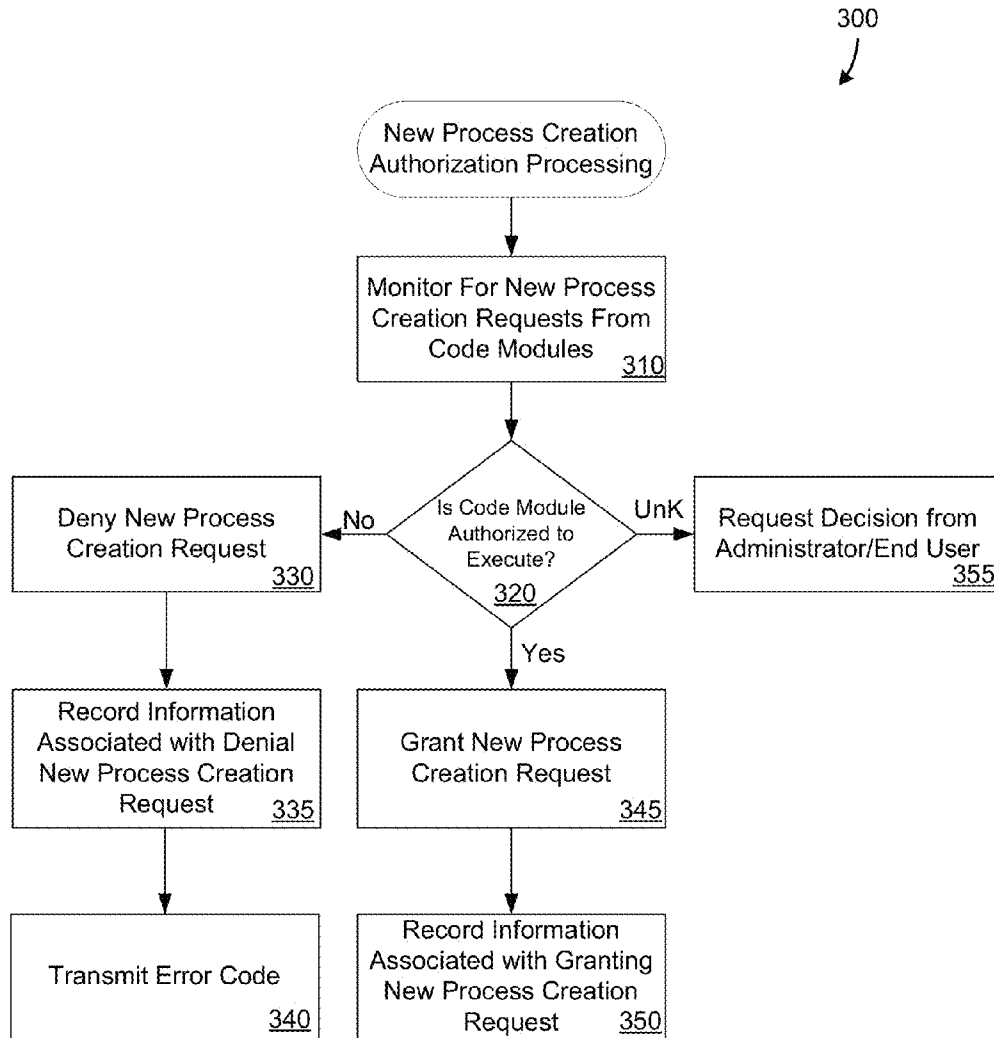 300
New Process Creation
Authorization Processing
Monitor For New Process
Creation Requests From
Code Modules
310
Is Code Module
Authorized to
Execute?
320
No
UnK
Yes
Deny New Process
Creation Request
330
Request Decision from
Administrator/End User
355
Record Information
Associated with Denial
New Process Creation
Request
335
Grant New Process
Creation Request
345
Transmit Error Code
340
Record Information
Associated with Granting
New Process Creation
Request
350